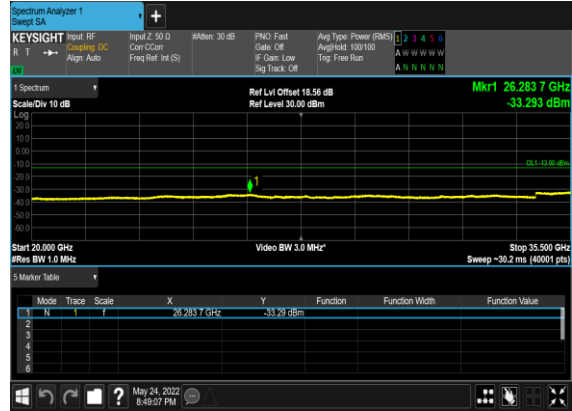 Spectrum Analyzer 1
Swept SA
+
KEYSIGHT
R T
LW
Input: RF
Coupling: DC
Align: Auto
Input Z: 50 Ω
Corr CCorr
Freq Ref: Int (S)
#Atten: 30 dB
PNO: Fast
Gate: Off
IF Gain: Low
Sig Track: Off
Avg Type: Power (RMS)
Avg|Hold: 100/100
Trig: Free Run
1 2 3 4 5 6
A W W W W W
A N N N N N
1 Spectrum
Scale/Div 10 dB
Ref Lvl Offset 18.56 dB
Ref Level 30.00 dBm
Mkr1 26.283 7 GHz
-33.293 dBm
Log
20.0
10.0
0.00
-10.0
-20.0
-30.0
-40.0
-50.0
-60.0
DL1 -13.00 dBm
1
Start 20.000 GHz
#Res BW 1.0 MHz
Video BW 3.0 MHz*
Stop 35.500 GHz
Sweep ~30.2 ms (40001 pts)
5 Marker Table
Mode Trace Scale X Y Function Function Width Function Value
1 N 1 f 26.283 7 GHz -33.29 dBm
2
3
4
5
6
?
May 24, 2022
8:49:07 PM